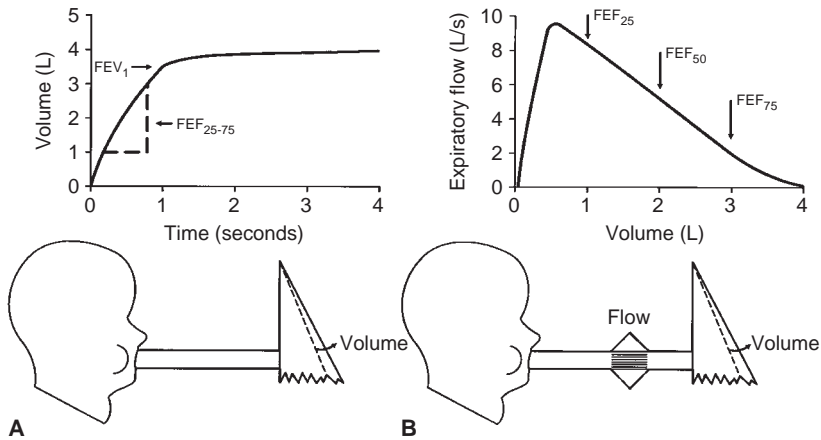 Volume (L)
4
3
2
1
0
FEV1
FEF25-75
0 1 2 3 4
Time (seconds)
Volume
A
Expiratory flow (L/s)
10
8
6
4
2
0
FEF25
FEF50
FEF75
0 1 2 3 4
Volume (L)
Flow
Volume
B